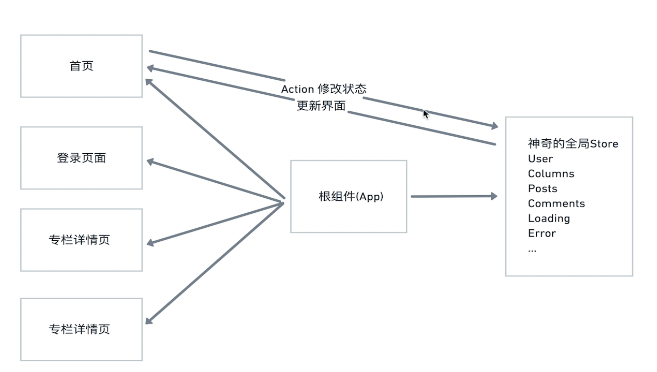 首页
Action 修改状态
更新界面
登录页面
专栏详情页
专栏详情页
根组件(App)
神奇的全局Store
User
Columns
Posts
Comments
Loading
Error
...